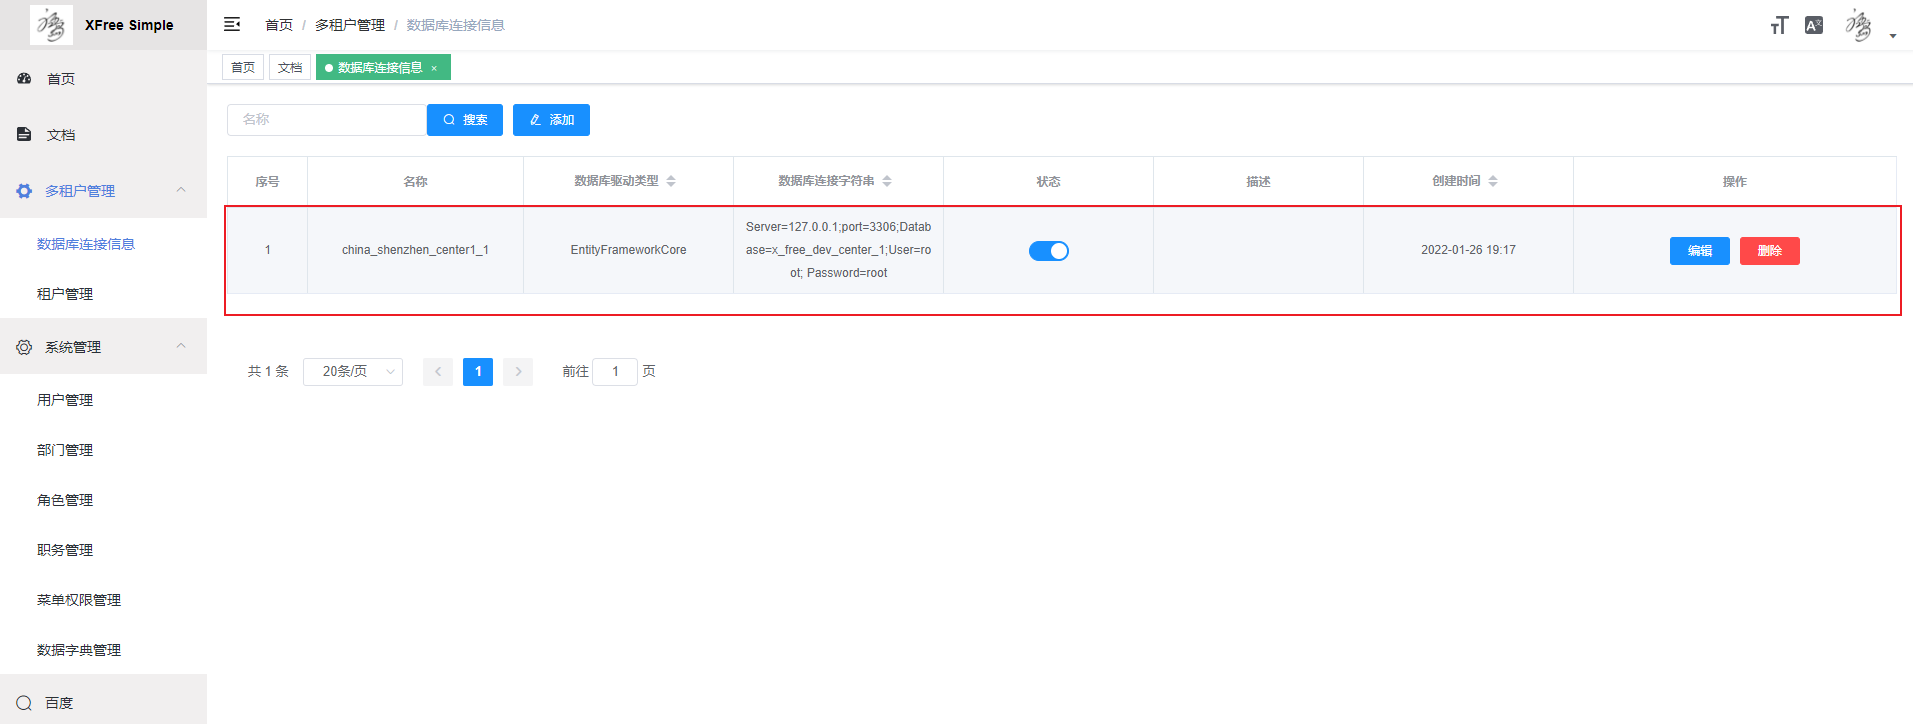 XFree Simple
首页 / 多租户管理 / 数据库连接信息
首页
文档
数据库连接信息 ×
首页
文档
多租户管理
数据库连接信息
租户管理
系统管理
用户管理
部门管理
角色管理
职务管理
菜单权限管理
数据字典管理
百度
名称
搜索
添加
序号 名称 数据库驱动类型 数据库连接字符串 状态 描述 创建时间 操作
1 china_shenzhen_center1_1 EntityFrameworkCore
Server=127.0.0.1;port=3306;Datab
ase=x_free_dev_center_1;User=ro
ot; Password=root
2022-01-26 19:17
编辑 删除
共 1 条 20条/页 1 前往 1 页